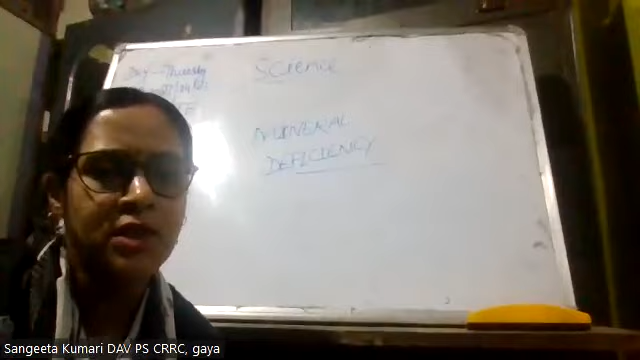 Day - Thursday
Science
MINERAL
DEFICIENCY
Sangeeta Kumari DAV PS CRRC, gaya